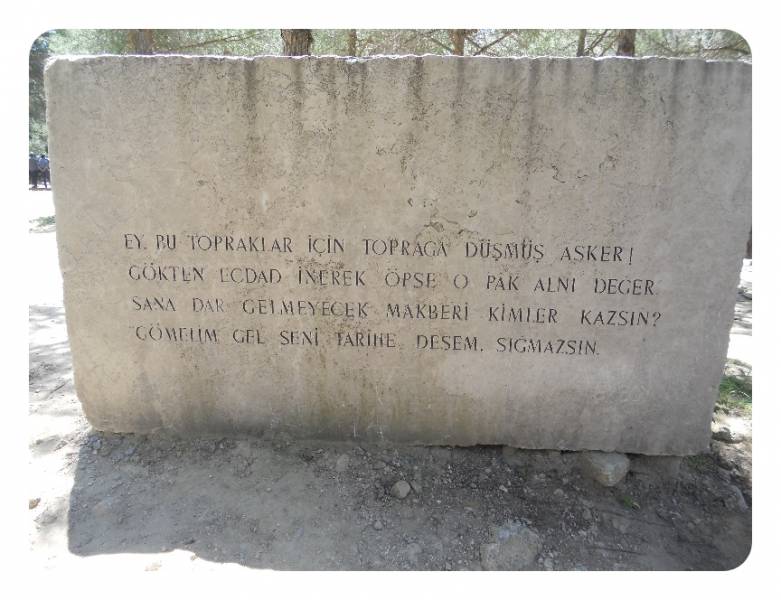 EY, BU TOPRAKLAR İÇİN TOPRAĞA DÜŞMÜŞ ASKER!
GÖKTEN ECDAD İNEREK ÖPSE O PAK ALNI DEĞER.
SANA DAR GELMEYECEK MAKBERİ KİMLER KAZSIN?
"GÖMELİM GEL SENİ TARİHE, DESEM, SIĞMAZSIN.